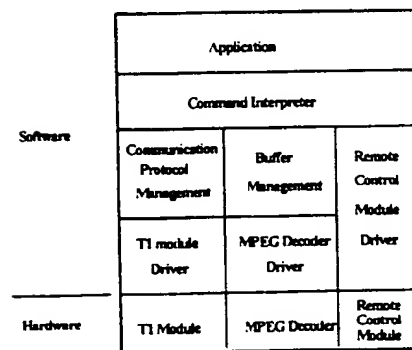 Application
Command Interpreter
Software
Communication
Protocol
Management
Buffer
Management
Remote
Control
Module
Driver
T1 module
Driver
MPEG Decoder
Driver
Hardware
T1 Module
MPEG Decoder
Remote
Control
Module